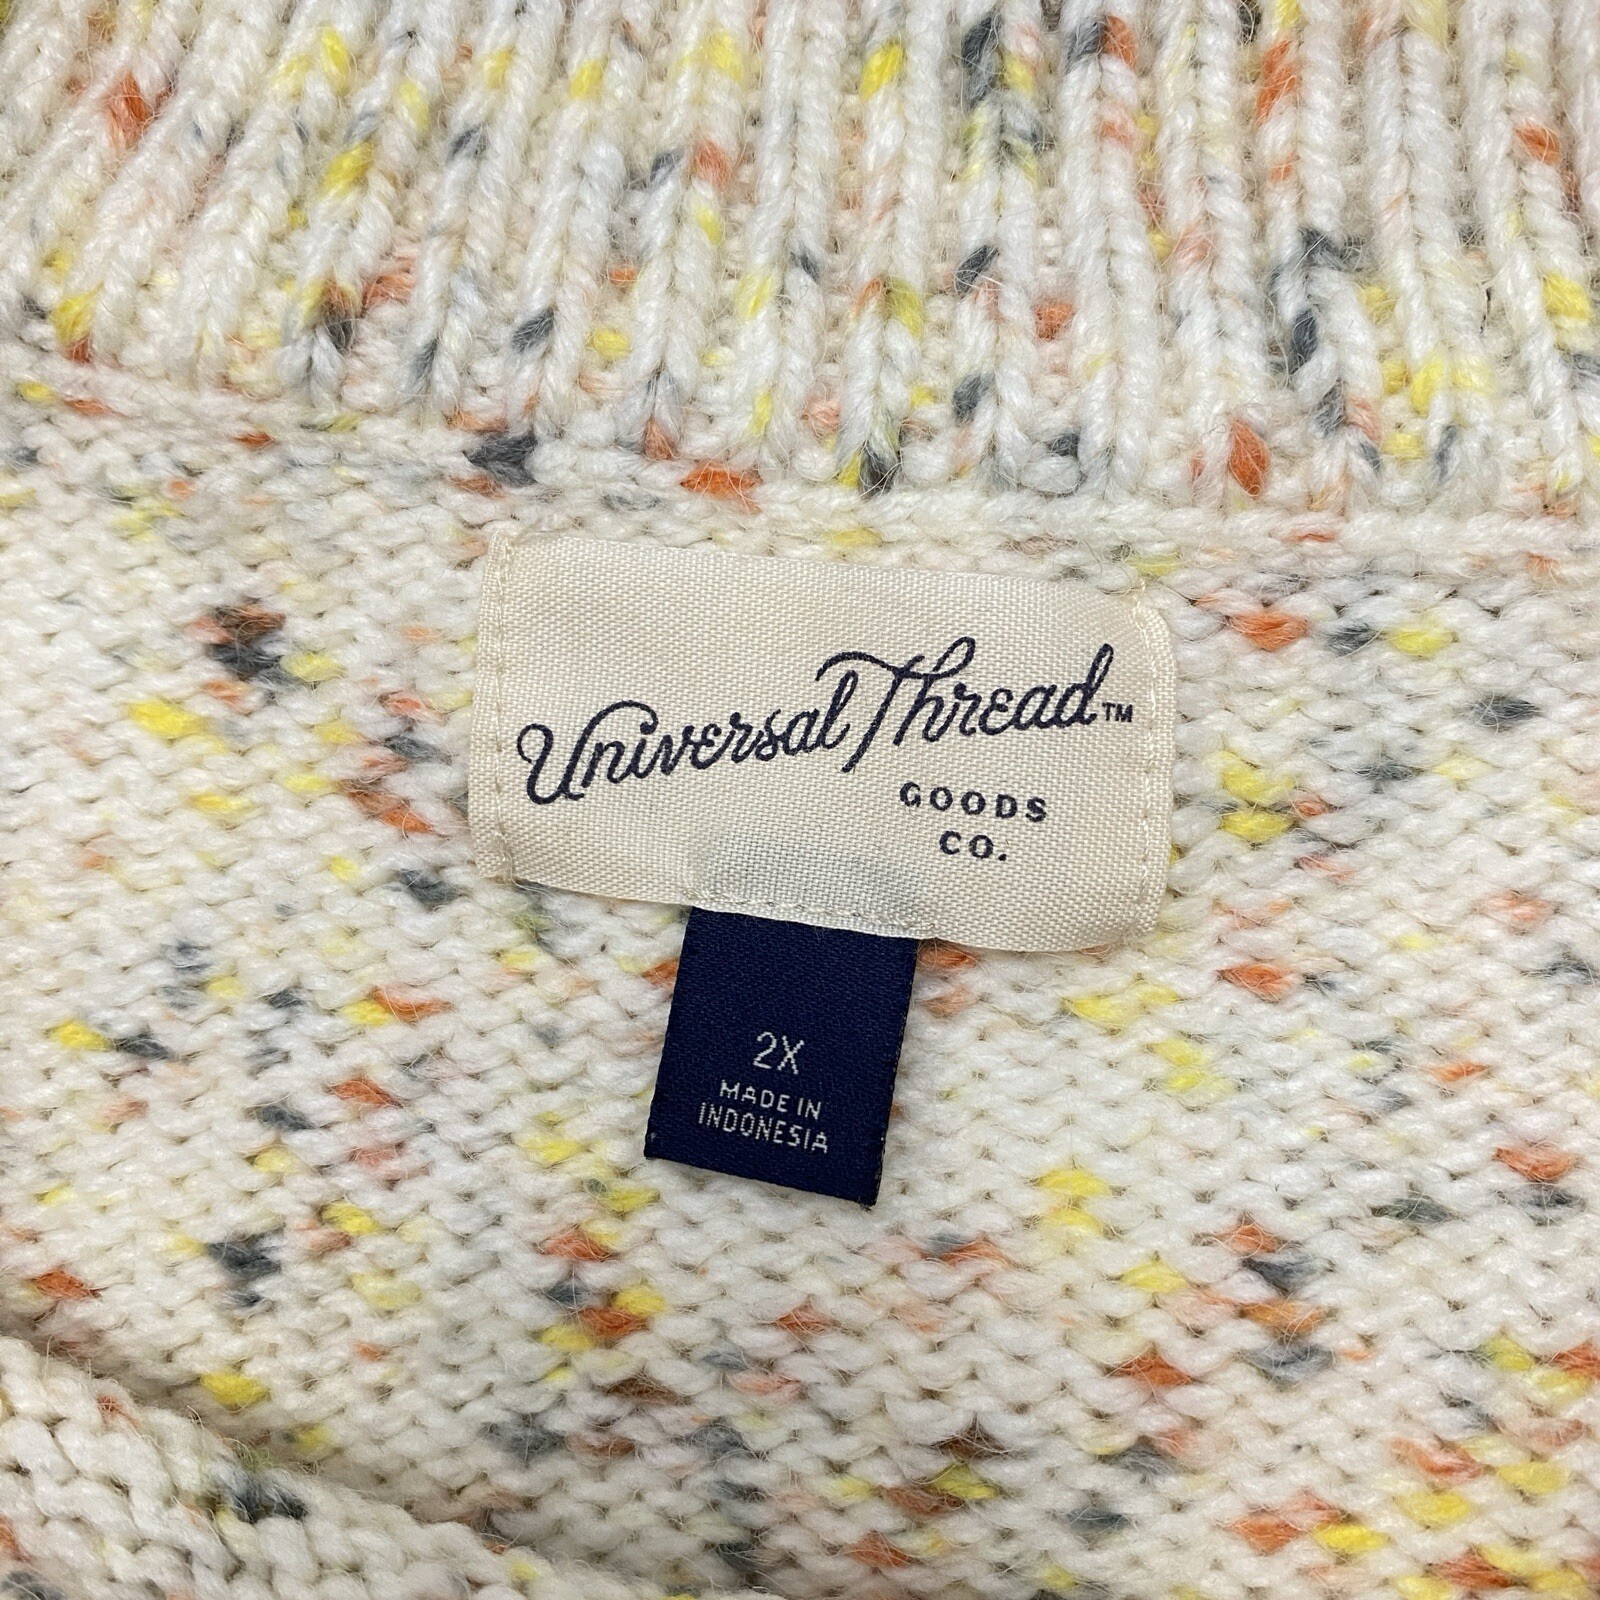 Universal Thread™
GOODS
CO.
2X
MADE IN
INDONESIA